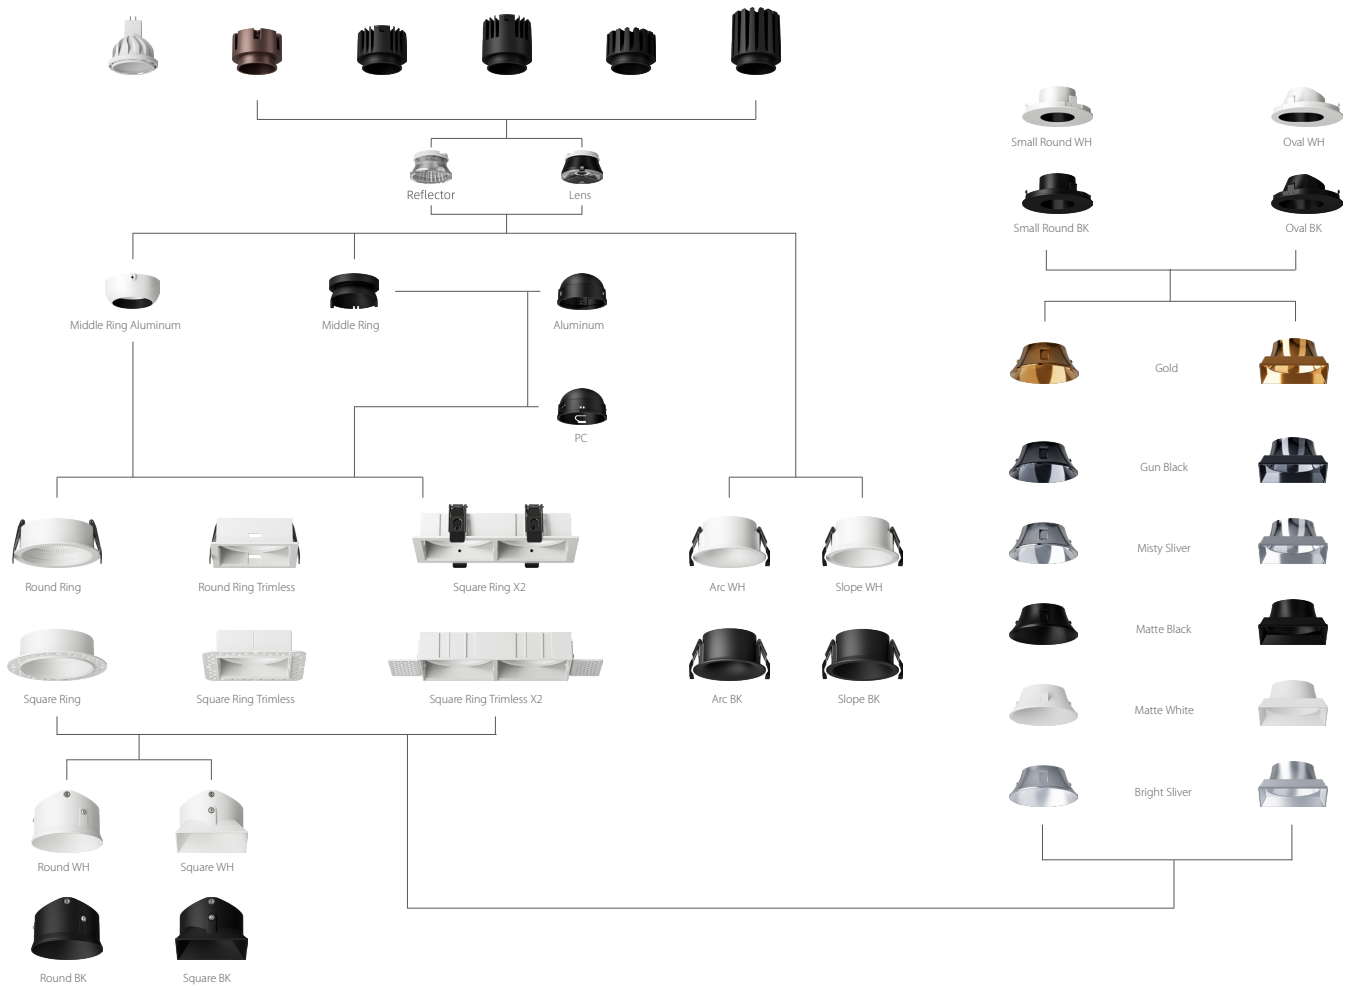 Small Round WH
Oval WH
Reflector
Lens
Small Round BK
Oval BK
Middle Ring Aluminum
Middle Ring
Aluminum
Gold
PC
Gun Black
Misty Sliver
Round Ring
Round Ring Trimless
Square Ring X2
Arc WH
Slope WH
Matte Black
Square Ring
Square Ring Trimless
Square Ring Trimless X2
Arc BK
Slope BK
Matte White
Bright Sliver
Round WH
Square WH
Round BK
Square BK